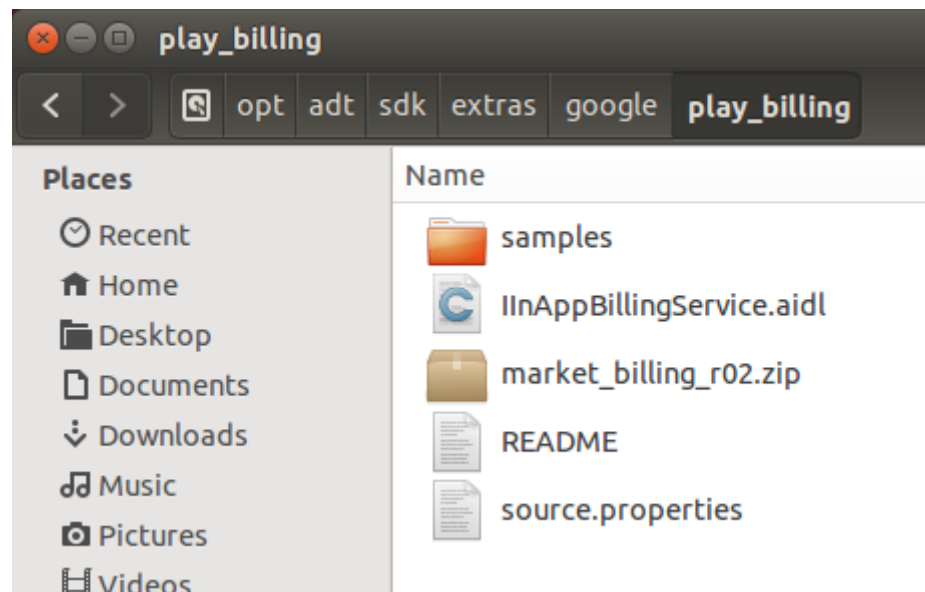 play_billing
opt adt sdk extras google play_billing
Places
Recent
Home
Desktop
Documents
Downloads
Music
Pictures
Videos
Name
samples
IInAppBillingService.aidl
market_billing_r02.zip
README
source.properties